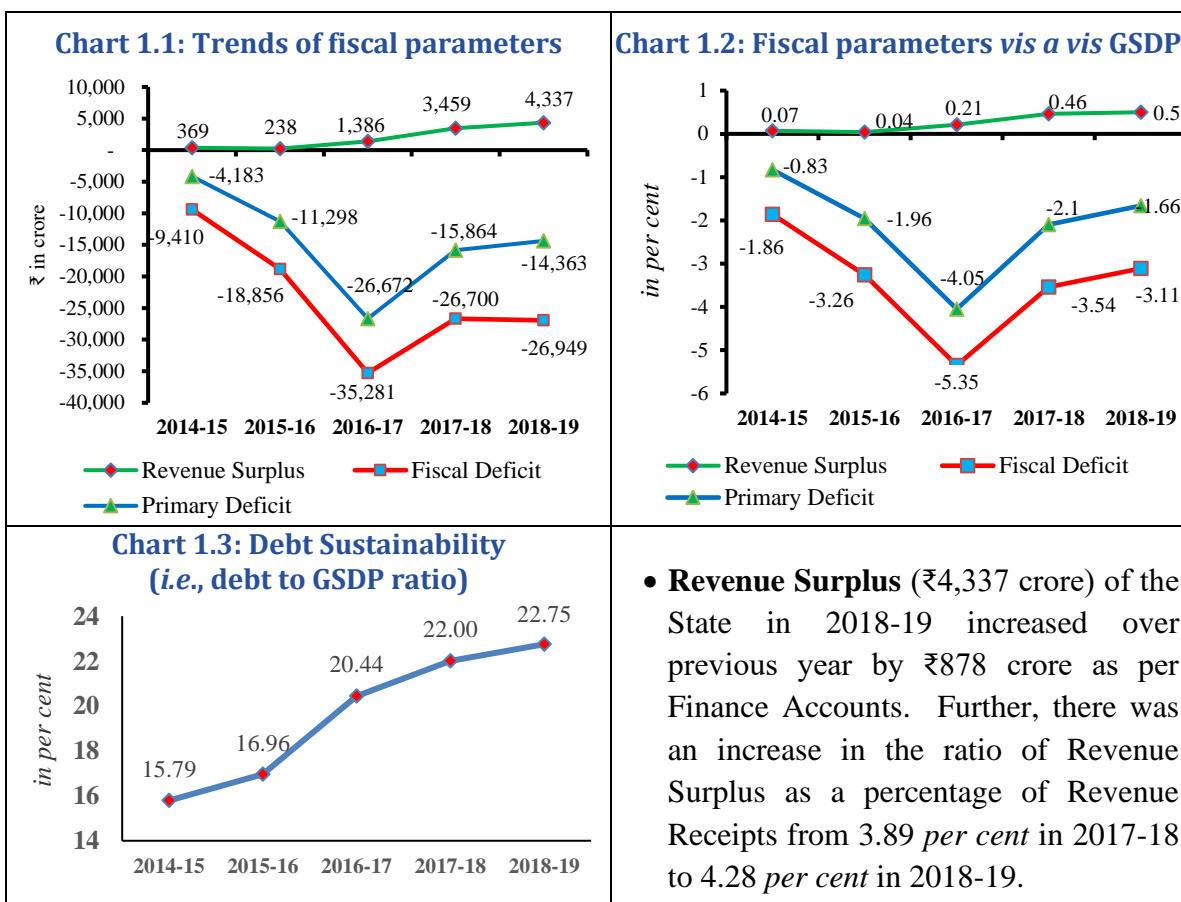 Chart 1.1: Trends of fiscal parameters
₹ in crore
10,000
5,000
-
-5,000
-10,000
-15,000
-20,000
-25,000
-30,000
-35,000
-40,000
369
238
1,386
3,459
4,337
-4,183
-11,298
-26,672
-15,864
-14,363
-9,410
-18,856
-35,281
-26,700
-26,949
2014-15 2015-16 2016-17 2017-18 2018-19
Revenue Surplus Fiscal Deficit
Primary Deficit
Chart 1.2: Fiscal parameters vis a vis GSDP
in per cent
1
0
-1
-2
-3
-4
-5
-6
0.07
0.04
0.21
0.46
0.5
-0.83
-1.96
-4.05
-2.1
-1.66
-1.86
-3.26
-5.35
-3.54
-3.11
2014-15 2015-16 2016-17 2017-18 2018-19
Revenue Surplus Fiscal Deficit
Primary Deficit
Chart 1.3: Debt Sustainability
(i.e., debt to GSDP ratio)
in per cent
24
22
20
18
16
14
15.79
16.96
20.44
22.00
22.75
2014-15 2015-16 2016-17 2017-18 2018-19
• Revenue Surplus (₹4,337 crore) of the
State in 2018-19 increased over
previous year by ₹878 crore as per
Finance Accounts. Further, there was
an increase in the ratio of Revenue
Surplus as a percentage of Revenue
Receipts from 3.89 per cent in 2017-18
to 4.28 per cent in 2018-19.